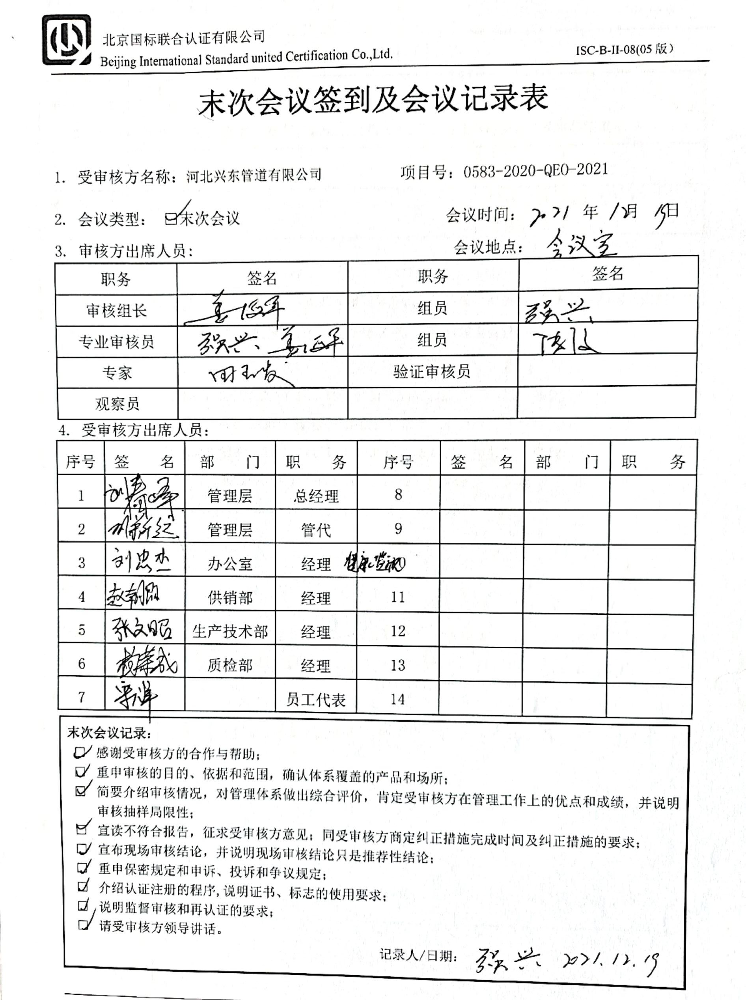 北京国标联合认证有限公司
Beijing International Standard united Certification Co.,Ltd.
ISC-B-II-08(05 版)
末次会议签到及会议记录表
1. 受审核方名称：河北兴东管道有限公司 项目号：0583-2020-QEO-2021
2. 会议类型： 末次会议 会议时间：2021 年 12月 19日
3. 审核方出席人员： 会议地点： 会议室
职务 签名 职务 签名
审核组长 组员 强兴
专业审核员 强兴 组员
专家 验证审核员
观察员
4. 受审核方出席人员：
序号 签 名 部 门 职 务 序号 签 名 部 门 职 务
1 管理层 总经理 8
2 管理层 管代 9
3 刘忠杰 办公室 经理
4 供销部 经理 11
5 张文昭 生产技术部 经理 12
6 质检部 经理 13
7 员工代表 14
末次会议记录：
感谢受审核方的合作与帮助；
重申审核的目的、依据和范围，确认体系覆盖的产品和场所；
简要介绍审核情况，对管理体系做出综合评价，肯定受审核方在管理工作上的优点和成绩，并说明
审核抽样局限性；
宣读不符合报告，征求受审核方意见；同受审核方商定纠正措施完成时间及纠正措施的要求；
宣布现场审核结论，并说明现场审核结论只是推荐性结论；
重申保密规定和申诉、投诉和争议规定；
介绍认证注册的程序,说明证书、标志的使用要求；
说明监督审核和再认证的要求；
请受审核方领导讲话。
记录人/日期： 强兴 2021.12.19